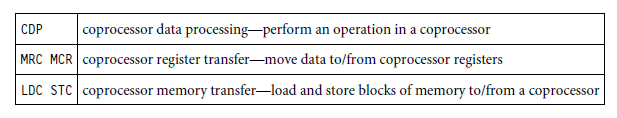 CDP coprocessor data processing—perform an operation in a coprocessor
MRC MCR coprocessor register transfer—move data to/from coprocessor registers
LDC STC coprocessor memory transfer—load and store blocks of memory to/from a coprocessor